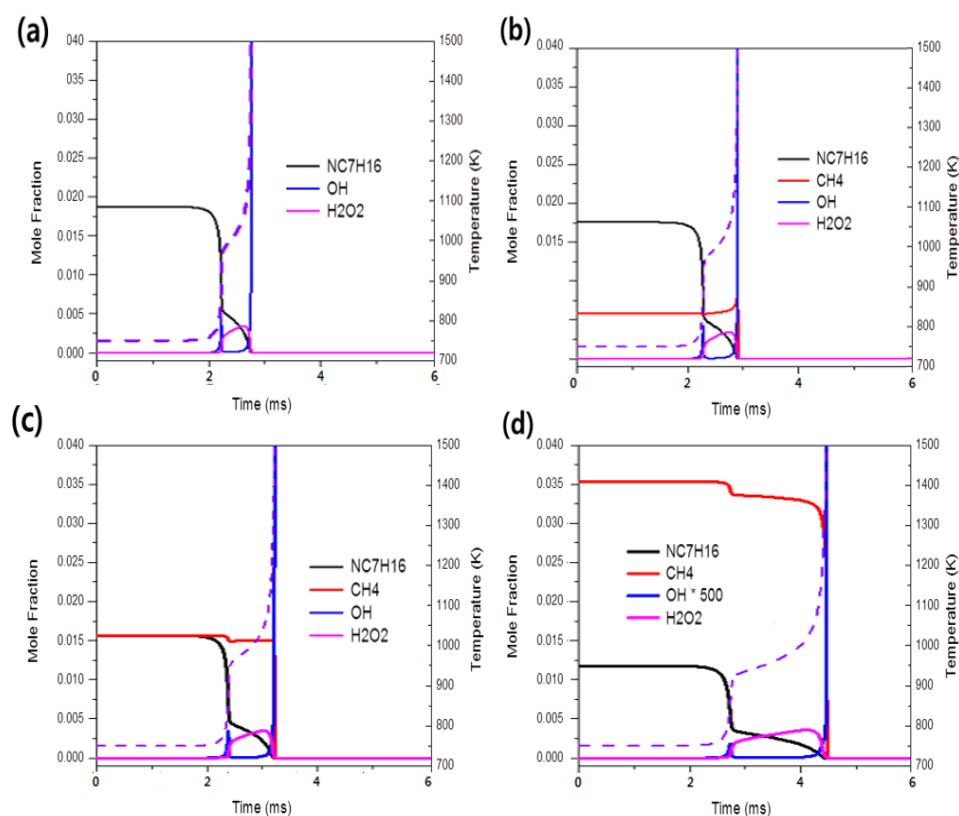 (a)
040
035
030
0.025
0.020
0.015
0.010
0.005
0.000
Mole Fraction
NC7H16
OH
H2O2
1500
1400
1300
1200
1100
1000
900
800
700
Temperature (K)
0
2
4
6
Time (ms)
(b)
0.040
0.035
0.030
0.025
0.020
0.015
Mole Fraction
NC7H16
CH4
OH
H2O2
1500
1400
1300
1200
1100
1000
900
800
700
Temperature (K)
0
2
4
6
Time (ms)
(c)
0.040
0.035
0.030
0.025
0.020
0.015
0.010
0.005
0.000
Mole Fraction
NC7H16
CH4
OH
H2O2
1500
1400
1300
1200
1100
1000
900
800
700
Temperature (K)
0
2
4
6
Time (ms)
(d)
0.040
0.035
0.030
0.025
0.020
0.015
0.010
0.005
0.000
Mole Fraction
NC7H16
CH4
OH * 500
H2O2
1500
1400
1300
1200
1100
1000
900
800
700
Temperature (K)
0
2
4
6
Time (ms)